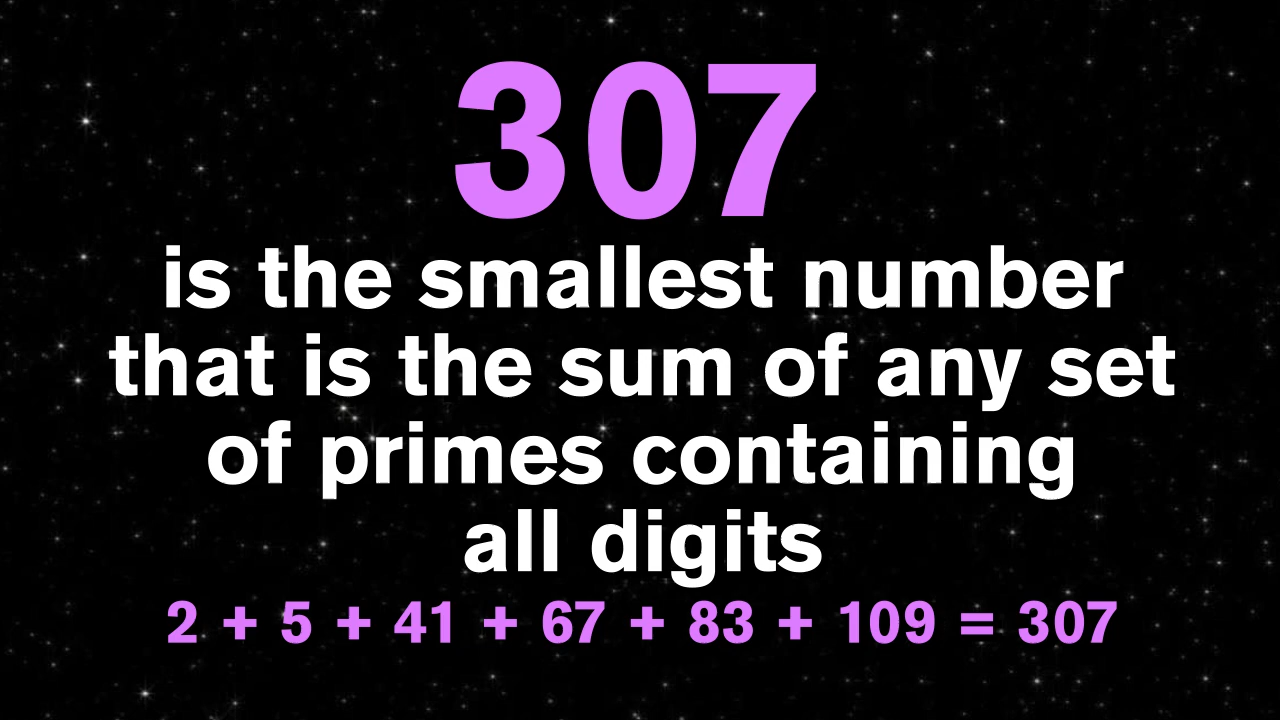 307
is the smallest number
that is the sum of any set
of primes containing
all digits
2 + 5 + 41 + 67 + 83 + 109 = 307